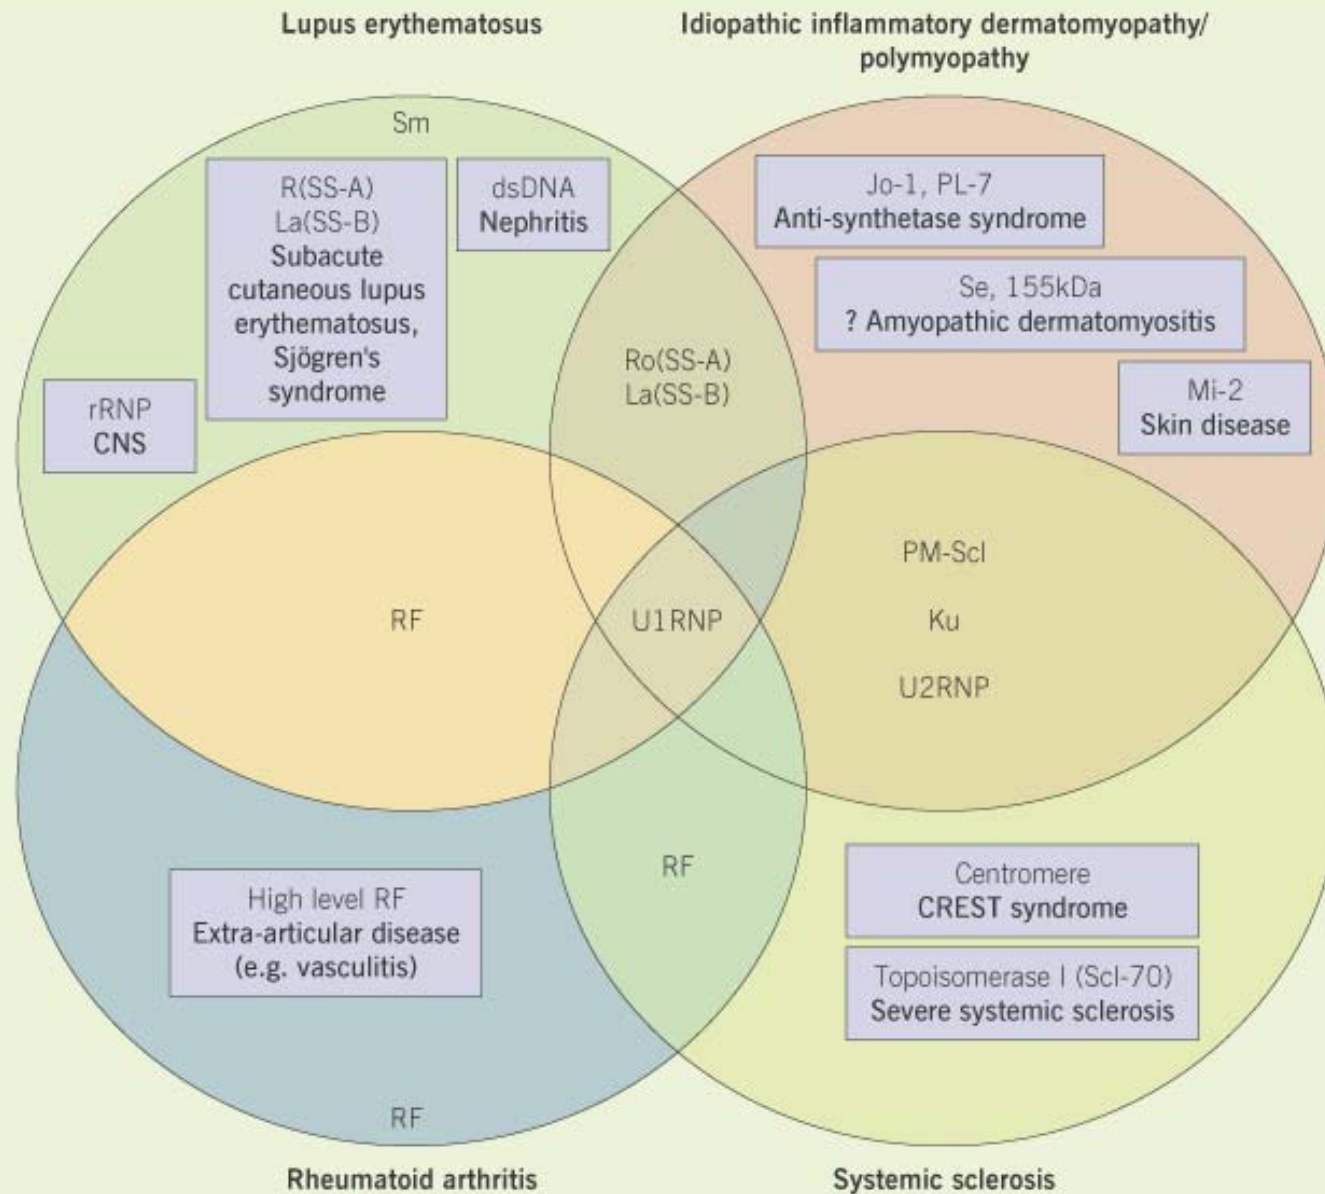 Lupus erythematosus
Idiopathic inflammatory dermatomyopathy/
polymyopathy
Sm
R(SS-A)
La(SS-B)
Subacute
cutaneous lupus
erythematosus,
Sjögren's
syndrome
dsDNA
Nephritis
rRNP
CNS
Jo-1, PL-7
Anti-synthetase syndrome
Se, 155kDa
? Amyopathic dermatomyositis
Mi-2
Skin disease
Ro(SS-A)
La(SS-B)
RF
U1RNP
PM-Scl
Ku
U2RNP
High level RF
Extra-articular disease
(e.g. vasculitis)
RF
RF
Centromere
CREST syndrome
Topoisomerase I (Scl-70)
Severe systemic sclerosis
Rheumatoid arthritis
Systemic sclerosis